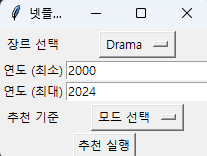 넷플...
장르 선택 Drama
연도 (최소) 2000
연도 (최대) 2024
추천 기준 모드 선택
추천 실행